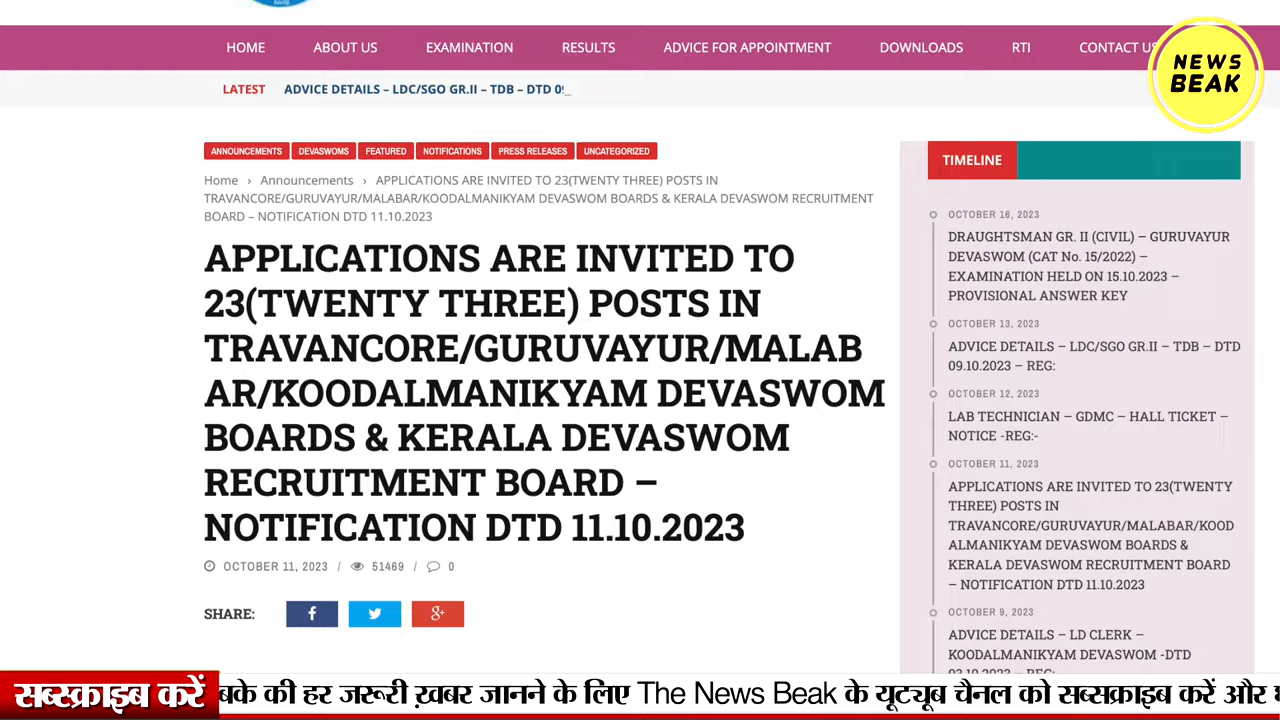 HOME ABOUT US EXAMINATION RESULTS ADVICE FOR APPOINTMENT DOWNLOADS RTI CONTACT US
NEWS
BEAK
LATEST ADVICE DETAILS – LDC/SGO GR.II – TDB – DTD 09_
ANNOUNCEMENTS DEVASWOMS FEATURED NOTIFICATIONS PRESS RELEASES UNCATEGORIZED
Home › Announcements › APPLICATIONS ARE INVITED TO 23(TWENTY THREE) POSTS IN
TRAVANCORE/GURUVAYUR/MALABAR/KOODALMANIKYAM DEVASWOM BOARDS & KERALA DEVASWOM RECRUITMENT
BOARD – NOTIFICATION DTD 11.10.2023
APPLICATIONS ARE INVITED TO
23(TWENTY THREE) POSTS IN
TRAVANCORE/GURUVAYUR/MALAB
AR/KOODALMANIKYAM DEVASWOM
BOARDS & KERALA DEVASWOM
RECRUITMENT BOARD –
NOTIFICATION DTD 11.10.2023
OCTOBER 11, 2023 / 51469 / 0
SHARE: f g+
TIMELINE
OCTOBER 16, 2023
DRAUGHTSMAN GR. II (CIVIL) – GURUVAYUR
DEVASWOM (CAT No. 15/2022) –
EXAMINATION HELD ON 15.10.2023 –
PROVISIONAL ANSWER KEY
OCTOBER 13, 2023
ADVICE DETAILS – LDC/SGO GR.II – TDB – DTD
09.10.2023 – REG:
OCTOBER 12, 2023
LAB TECHNICIAN – GDMC – HALL TICKET –
NOTICE -REG:-
OCTOBER 11, 2023
APPLICATIONS ARE INVITED TO 23(TWENTY
THREE) POSTS IN
TRAVANCORE/GURUVAYUR/MALABAR/KOOD
ALMANIKYAM DEVASWOM BOARDS &
KERALA DEVASWOM RECRUITMENT BOARD
– NOTIFICATION DTD 11.10.2023
OCTOBER 9, 2023
ADVICE DETAILS – LD CLERK –
KOODALMANIKYAM DEVASWOM -DTD
03.10.2023 – REG:
सब्स्क्राइब करें बके की हर जरूरी ख़बर जानने के लिए The News Beak के यूट्यूब चैनल को सब्सक्राइब करें और